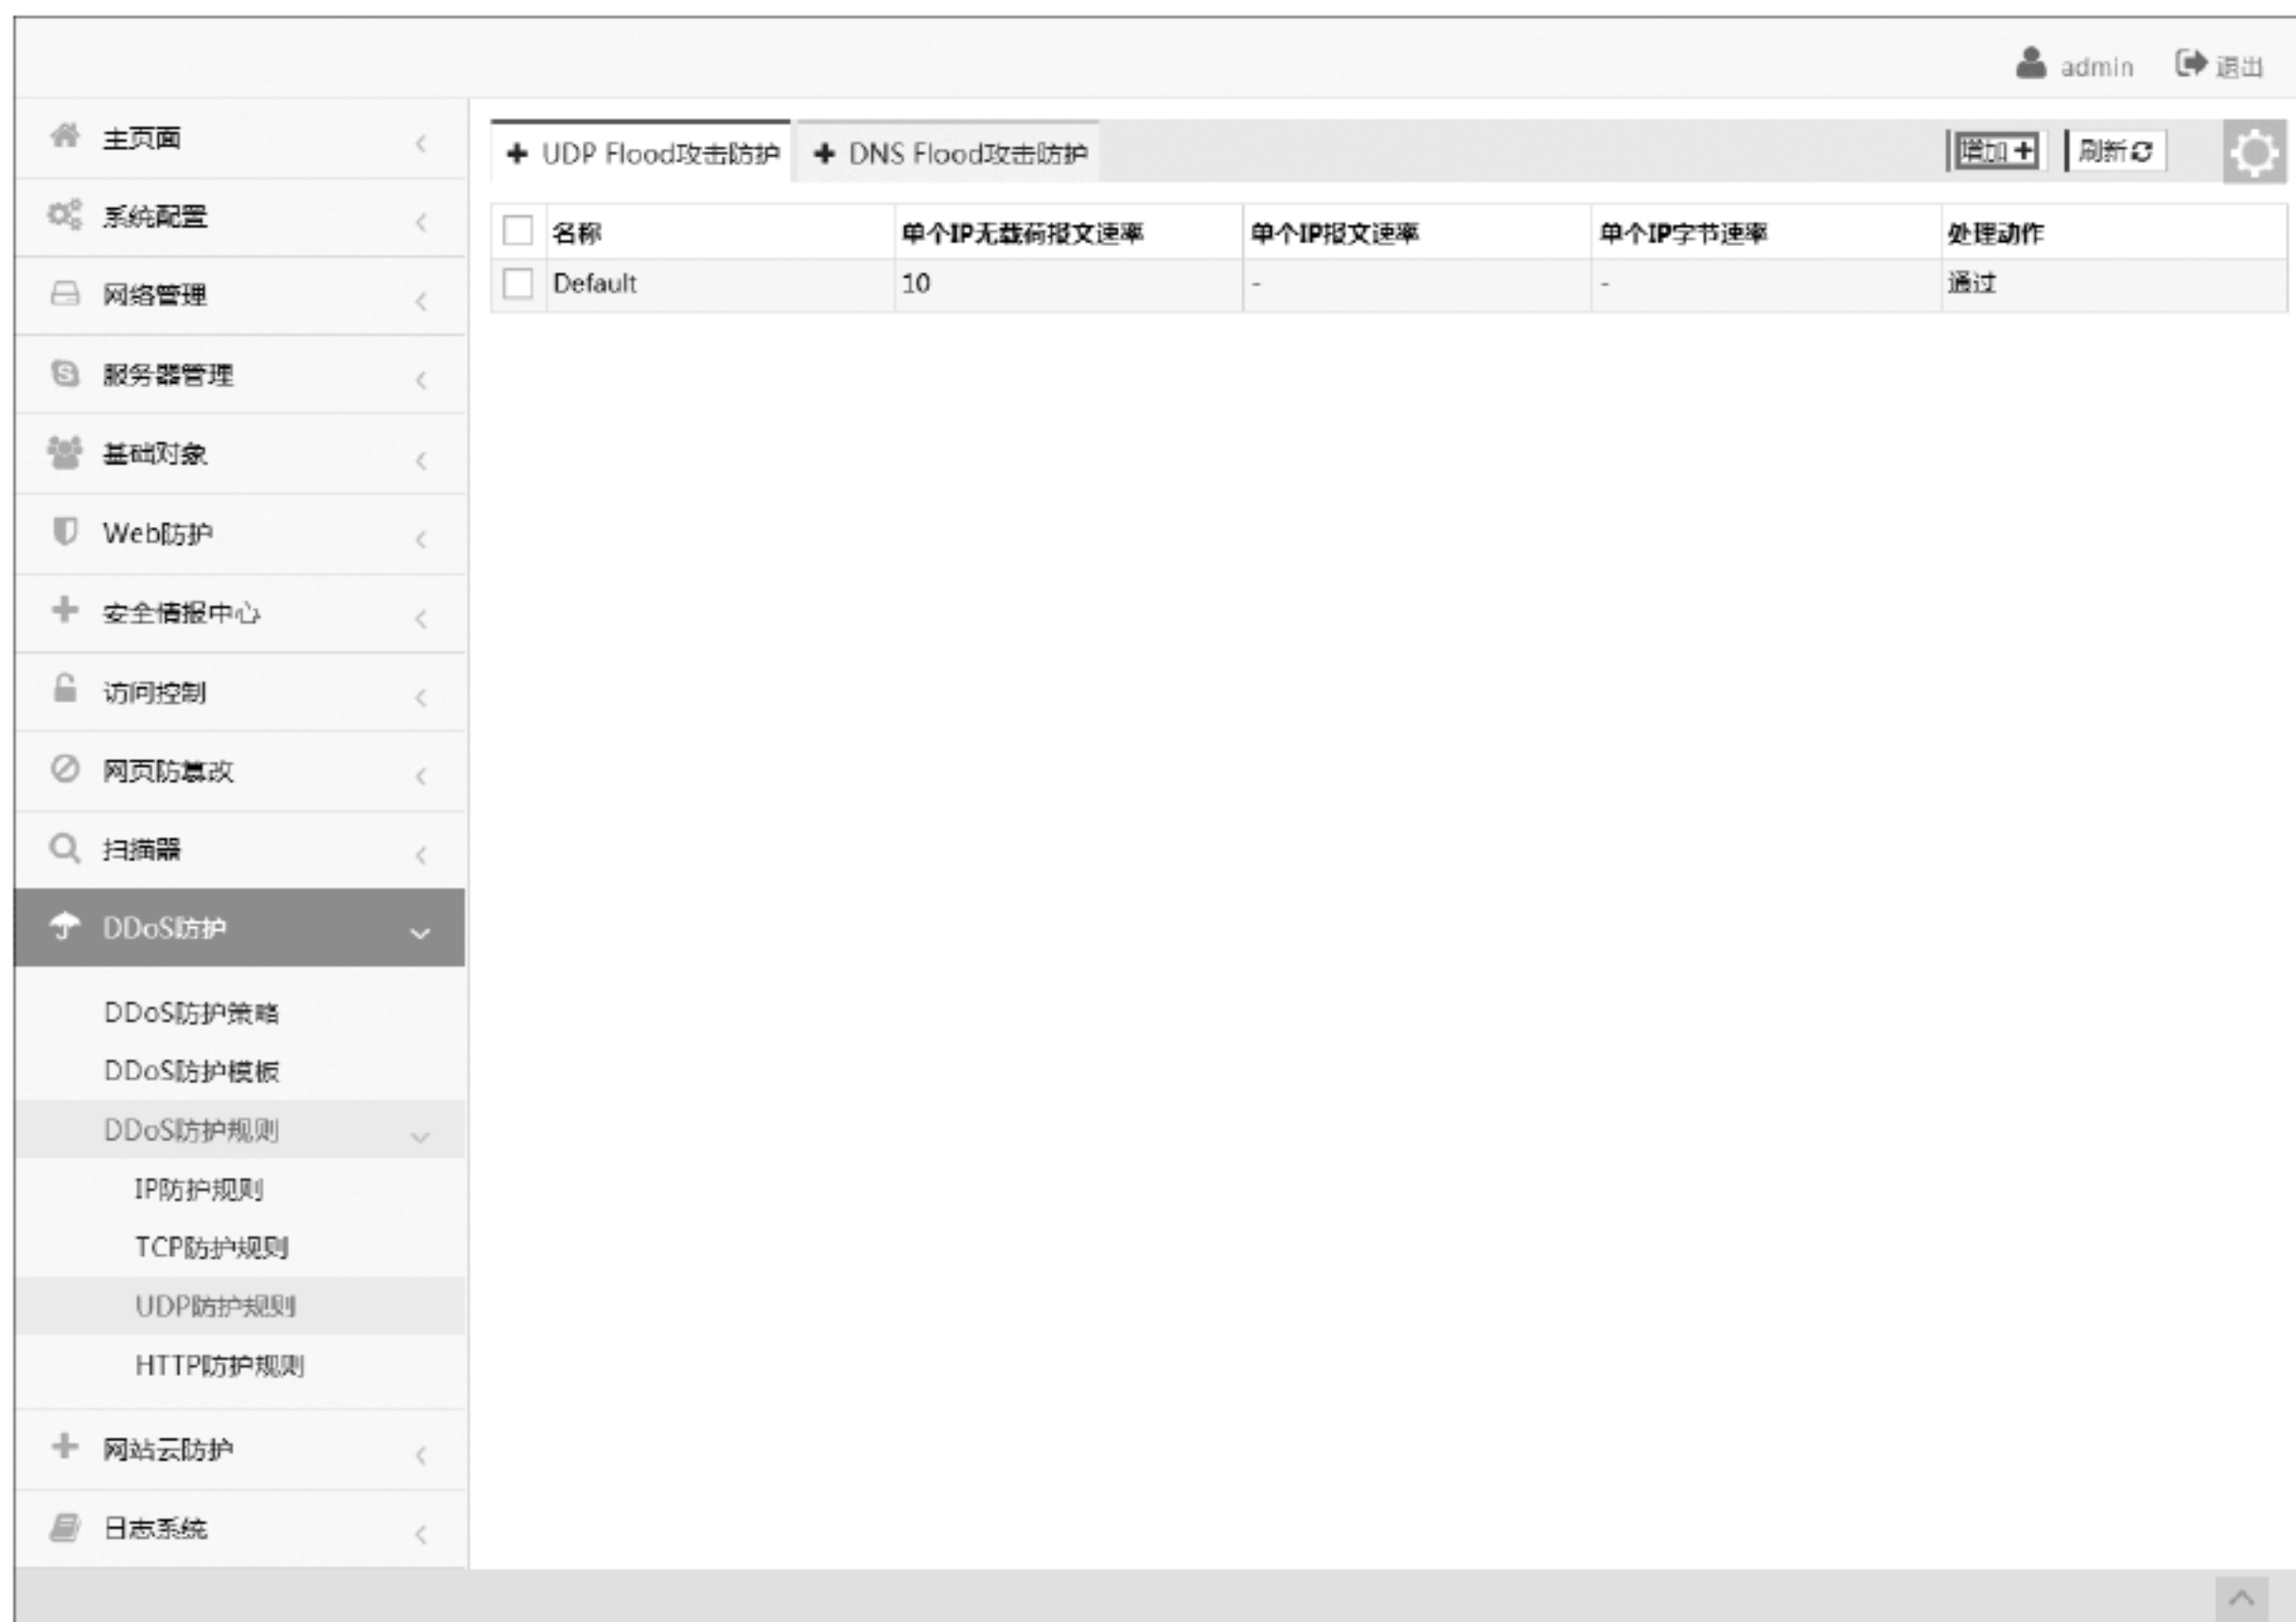 admin 退出
主页面
系统配置
网络管理
服务器管理
基础对象
Web防护
安全情报中心
访问控制
网页防篡改
扫描器
DDoS防护
DDoS防护策略
DDoS防护模板
DDoS防护规则
IP防护规则
TCP防护规则
UDP防护规则
HTTP防护规则
网站云防护
日志系统
UDP Flood攻击防护 DNS Flood攻击防护 增加 刷新
名称 单个IP无载荷报文速率 单个IP报文速率 单个IP字节速率 处理动作
Default 10 - - 通过